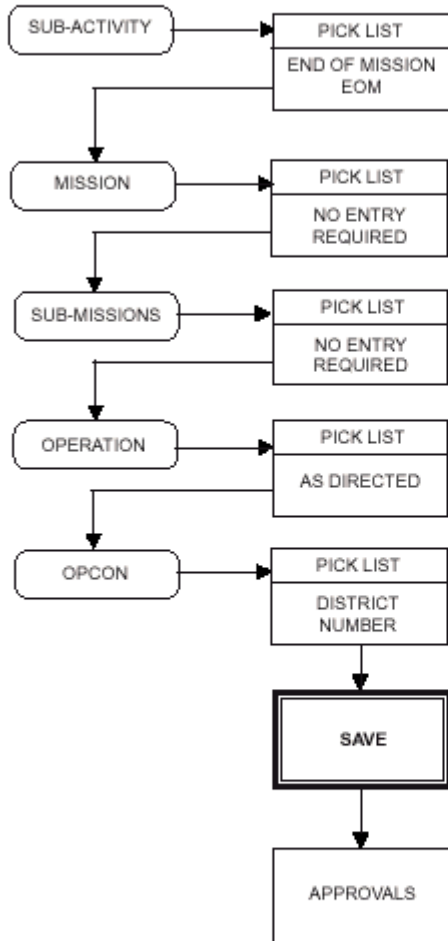 SUB-ACTIVITY
PICK LIST
END OF MISSION
EOM
MISSION
PICK LIST
NO ENTRY
REQUIRED
SUB-MISSIONS
PICK LIST
NO ENTRY
REQUIRED
OPERATION
PICK LIST
AS DIRECTED
OPCON
PICK LIST
DISTRICT
NUMBER
SAVE
APPROVALS